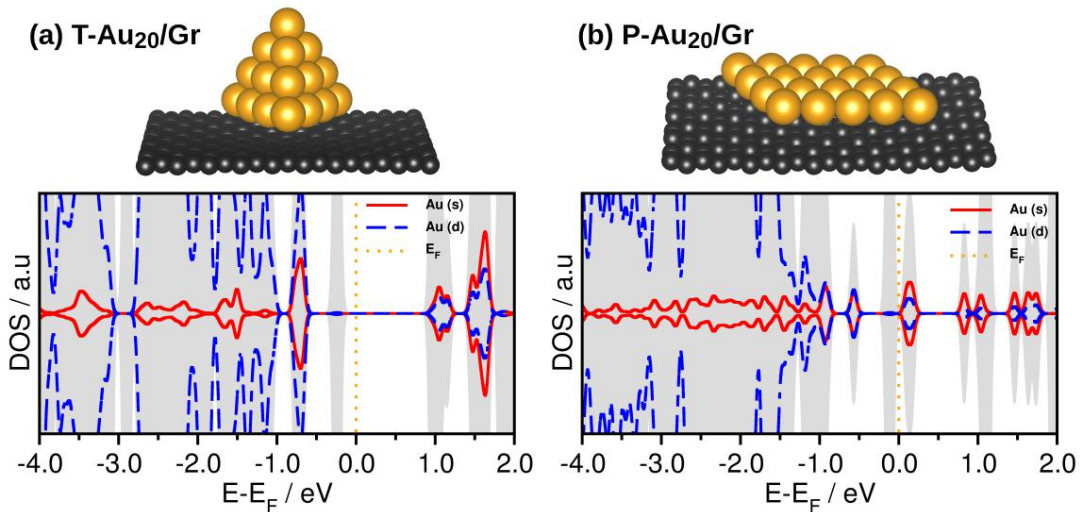 (a) T-Au20/Gr
DOS / a.u
Au (s)
Au (d)
EF
-4.0 -3.0 -2.0 -1.0 0.0 1.0 2.0
E-EF / eV
(b) P-Au20/Gr
DOS / a.u
Au (s)
Au (d)
EF
-4.0 -3.0 -2.0 -1.0 0.0 1.0 2.0
E-EF / eV